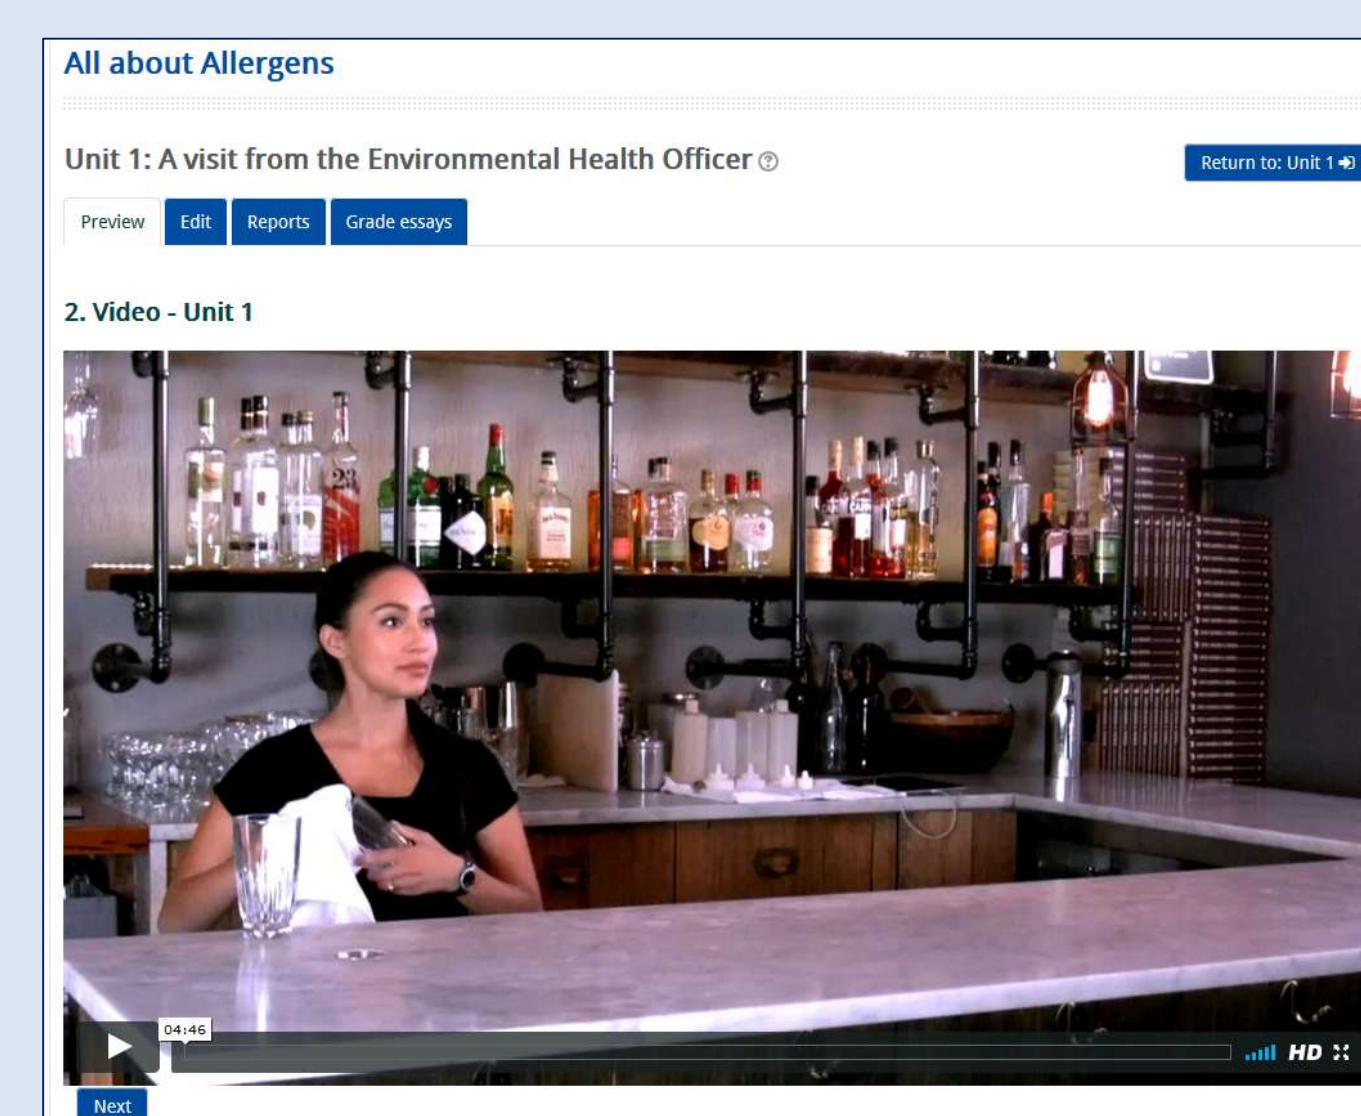 All about Allergens
Unit 1: A visit from the Environmental Health Officer ?
Return to: Unit 1
Preview Edit Reports Grade essays
2. Video - Unit 1
23
04:46
HD
Next